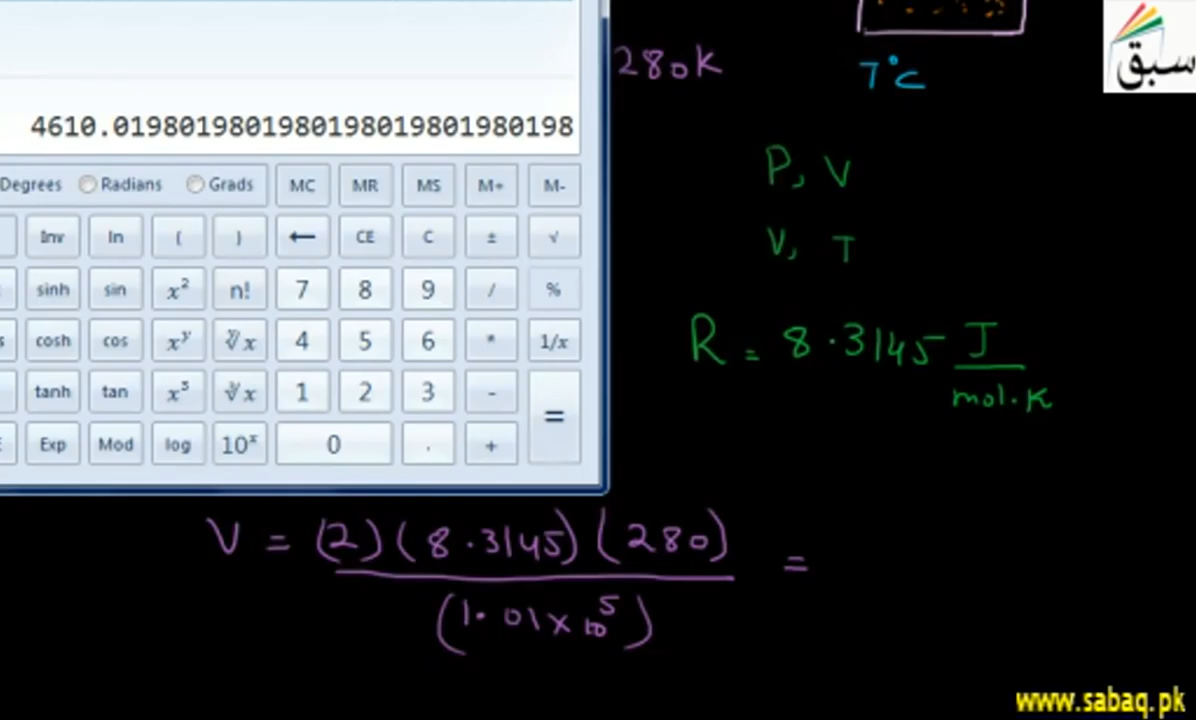 280K
7°C
سبق
4610.0198019801980198019801980198
Degrees Radians Grads MC MR MS M+ M-
Inv ln ( ) ← CE C ± √
sinh sin x² n! 7 8 9 / %
cosh cos xʸ ʸ√x 4 5 6 * 1/x
tanh tan x³ ³√x 1 2 3 - =
Exp Mod log 10ˣ 0 . +
P, V
V, T
R = 8.3145 J
mol.K
V = (2)(8.3145)(280) =
(1.01×10⁵)
www.sabaq.pk